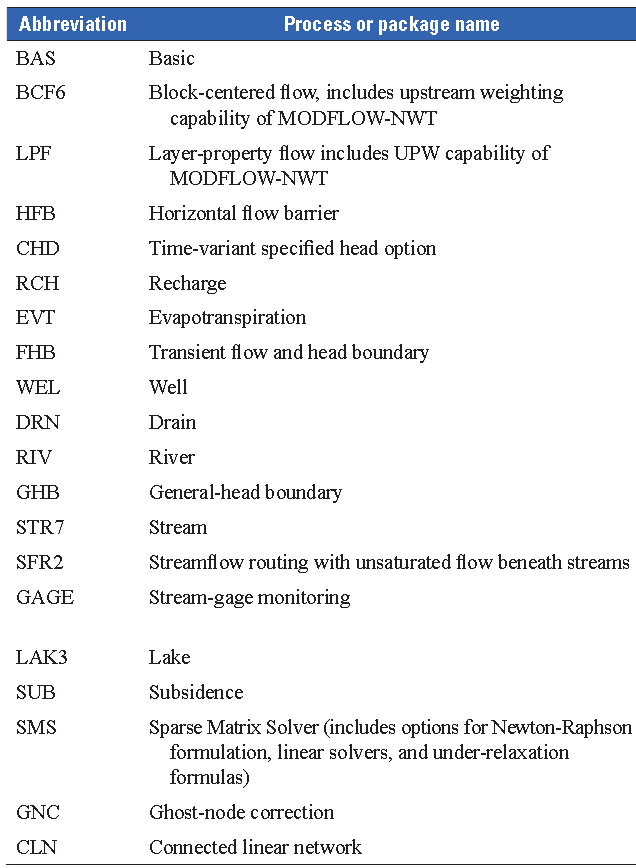 Abbreviation Process or package name
BAS Basic
BCF6 Block-centered flow, includes upstream weighting
capability of MODFLOW-NWT
LPF Layer-property flow includes UPW capability of
MODFLOW-NWT
HFB Horizontal flow barrier
CHD Time-variant specified head option
RCH Recharge
EVT Evapotranspiration
FHB Transient flow and head boundary
WEL Well
DRN Drain
RIV River
GHB General-head boundary
STR7 Stream
SFR2 Streamflow routing with unsaturated flow beneath streams
GAGE Stream-gage monitoring
LAK3 Lake
SUB Subsidence
SMS Sparse Matrix Solver (includes options for Newton-Raphson
formulation, linear solvers, and under-relaxation
formulas)
GNC Ghost-node correction
CLN Connected linear network